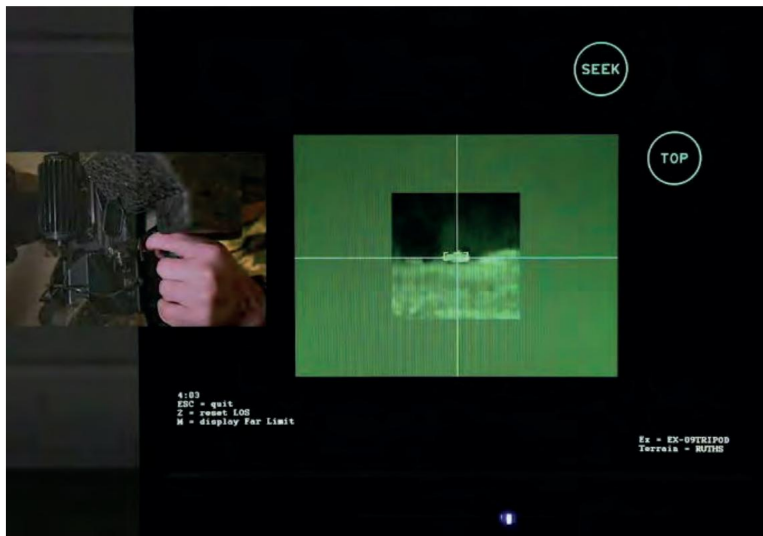 SEEK
TOP
4:03
ESC = quit
Z = reset LOS
M = display Far Limit
Ex = EX-09TRIPOD
Terrain = RUTHS